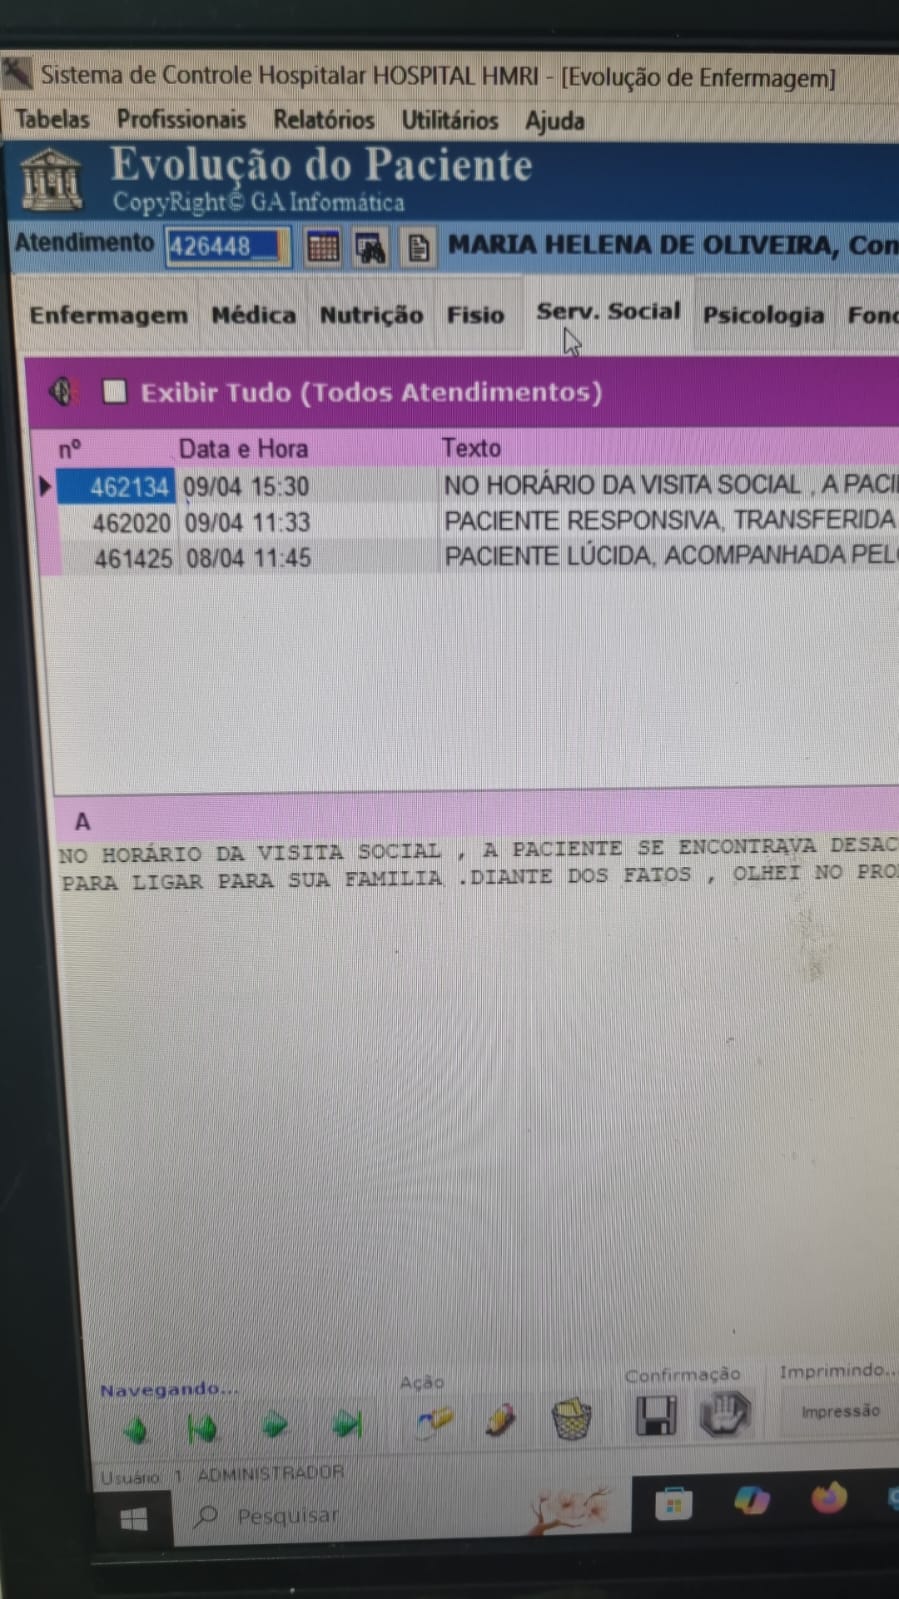 Sistema de Controle Hospitalar HOSPITAL HMRI - [Evolução de Enfermagem]
Tabelas Profissionais Relatórios Utilitários Ajuda
Evolução do Paciente
CopyRight© GA Informática
Atendimento 426448 MARIA HELENA DE OLIVEIRA, Con
Enfermagem Médica Nutrição Fisio Serv. Social Psicologia Fono
Exibir Tudo (Todos Atendimentos)
nº Data e Hora Texto
462134 09/04 15:30 NO HORÁRIO DA VISITA SOCIAL , A PACI
462020 09/04 11:33 PACIENTE RESPONSIVA, TRANSFERIDA
461425 08/04 11:45 PACIENTE LÚCIDA, ACOMPANHADA PEL
A
NO HORÁRIO DA VISITA SOCIAL , A PACIENTE SE ENCONTRAVA DESAC
PARA LIGAR PARA SUA FAMILIA .DIANTE DOS FATOS , OLHEI NO PRO
Navegando... Ação Confirmação Imprimindo...
Impressão
Usuário: 1 ADMINISTRADOR
Pesquisar